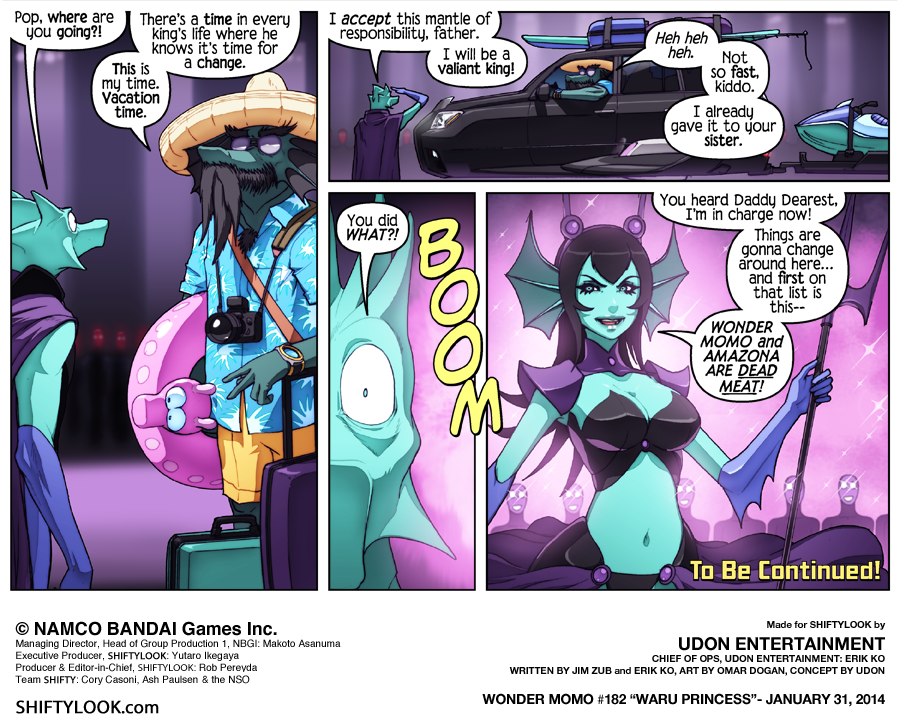 Pop, where are
you going?!
There's a time in every
king's life where he
knows it's time for
a change.
This is
my time.
Vacation
time.
I accept this mantle of
responsibility, father.
I will be a
valiant king!
Heh heh
heh.
Not
so fast,
kiddo.
I already
gave it to your
sister.
You did
WHAT?!
BOOM
You heard Daddy Dearest,
I'm in charge now!
Things are
gonna change
around here...
and first on
that list is
this--
WONDER
MOMO and
AMAZONA
ARE DEAD
MEAT!
To Be Continued!
© NAMCO BANDAI Games Inc.
Managing Director, Head of Group Production 1, NBGI: Makoto Asanuma
Executive Producer, SHIFTYLOOK: Yutaro Ikegaya
Producer & Editor-in-Chief, SHIFTYLOOK: Rob Pereyda
Team SHIFTY: Cory Casoni, Ash Paulsen & the NSO
SHIFTYLOOK.com
Made for SHIFTYLOOK by
UDON ENTERTAINMENT
CHIEF OF OPS, UDON ENTERTAINMENT: ERIK KO
WRITTEN BY JIM ZUB and ERIK KO, ART BY OMAR DOGAN, CONCEPT BY UDON
WONDER MOMO #182 "WARU PRINCESS"- JANUARY 31, 2014